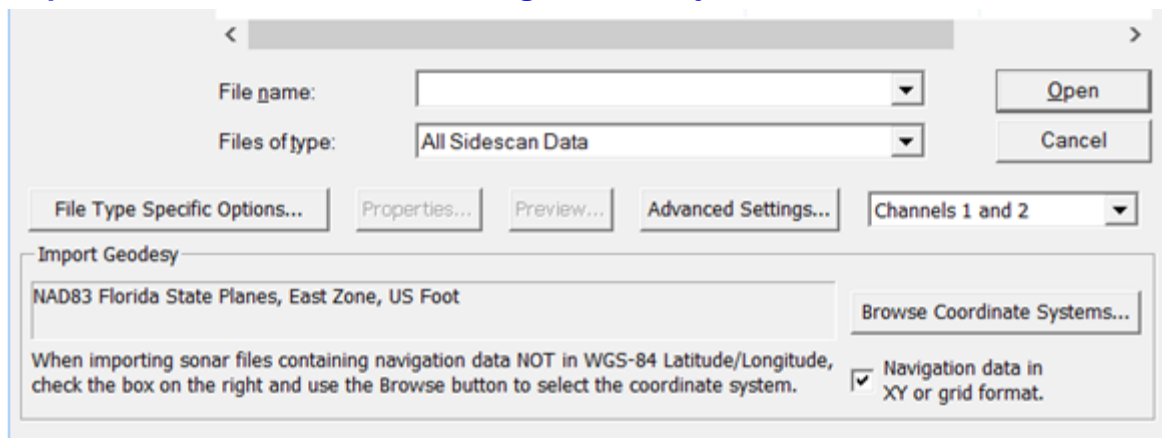 File name:
Open
Files of type:
All Sidescan Data
Cancel
File Type Specific Options...
Properties...
Preview...
Advanced Settings...
Channels 1 and 2
Import Geodesy
NAD83 Florida State Planes, East Zone, US Foot
Browse Coordinate Systems...
When importing sonar files containing navigation data NOT in WGS-84 Latitude/Longitude,
check the box on the right and use the Browse button to select the coordinate system.
Navigation data in
XY or grid format.